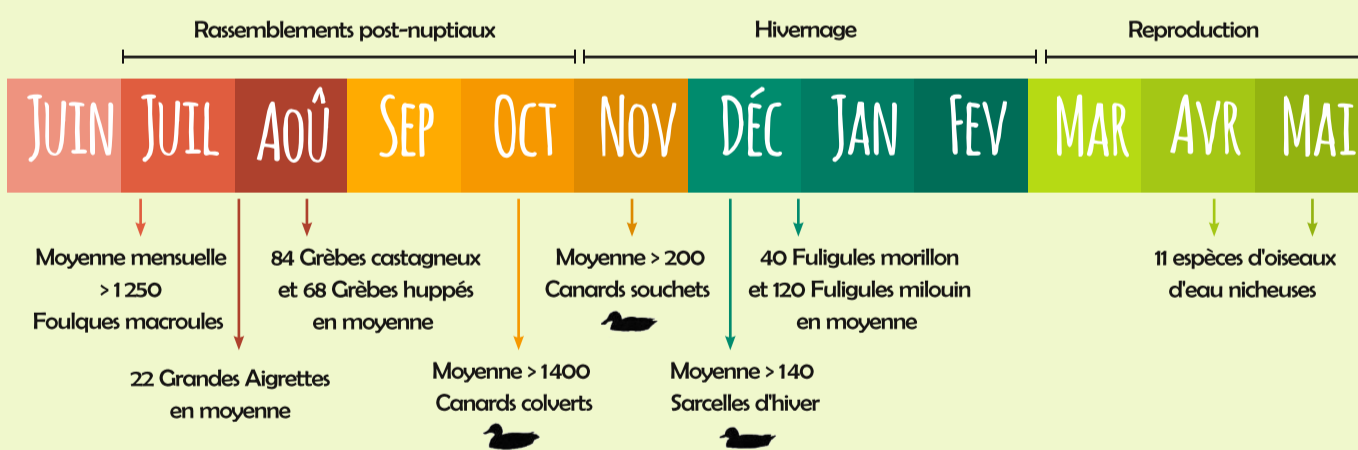 Rassemblements post-nuptiaux
Hivernage
Reproduction
JUIN
JUIL
AOÛ
SEP
OCT
NOV
DÉC
JAN
FEV
MAR
AVR
MAI
Moyenne mensuelle
> 1 250
Foulques macroules
84 Grèbes castagneux
et 68 Grèbes huppés
en moyenne
Moyenne > 200
Canards souchets
40 Fuligules morillon
et 120 Fuligules milouin
en moyenne
11 espèces d'oiseaux
d'eau nicheuses
22 Grandes Aigrettes
en moyenne
Moyenne > 1400
Canards colverts
Moyenne > 140
Sarcelles d'hiver